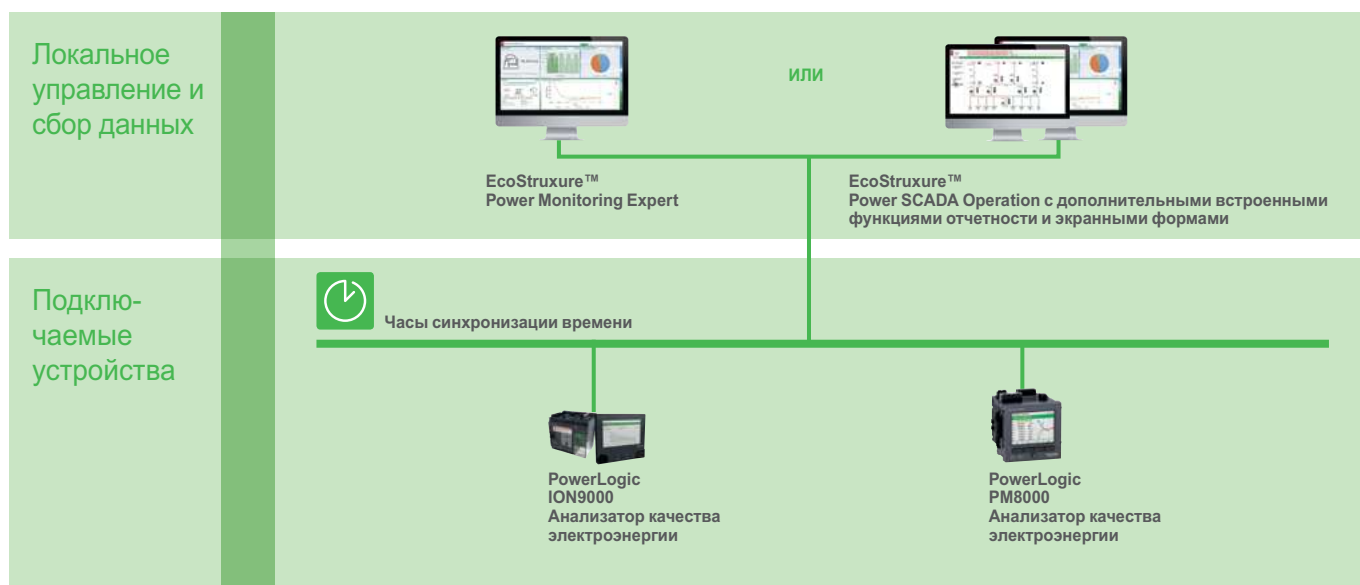 Локальное
управление и
сбор данных
или
EcoStruxure™
Power Monitoring Expert
EcoStruxure™
Power SCADA Operation с дополнительными встроенными
функциями отчетности и экранными формами
Подклю-
чаемые
устройства
Часы синхронизации времени
PowerLogic
ION9000
Анализатор качества
электроэнергии
PowerLogic
PM8000
Анализатор качества
электроэнергии